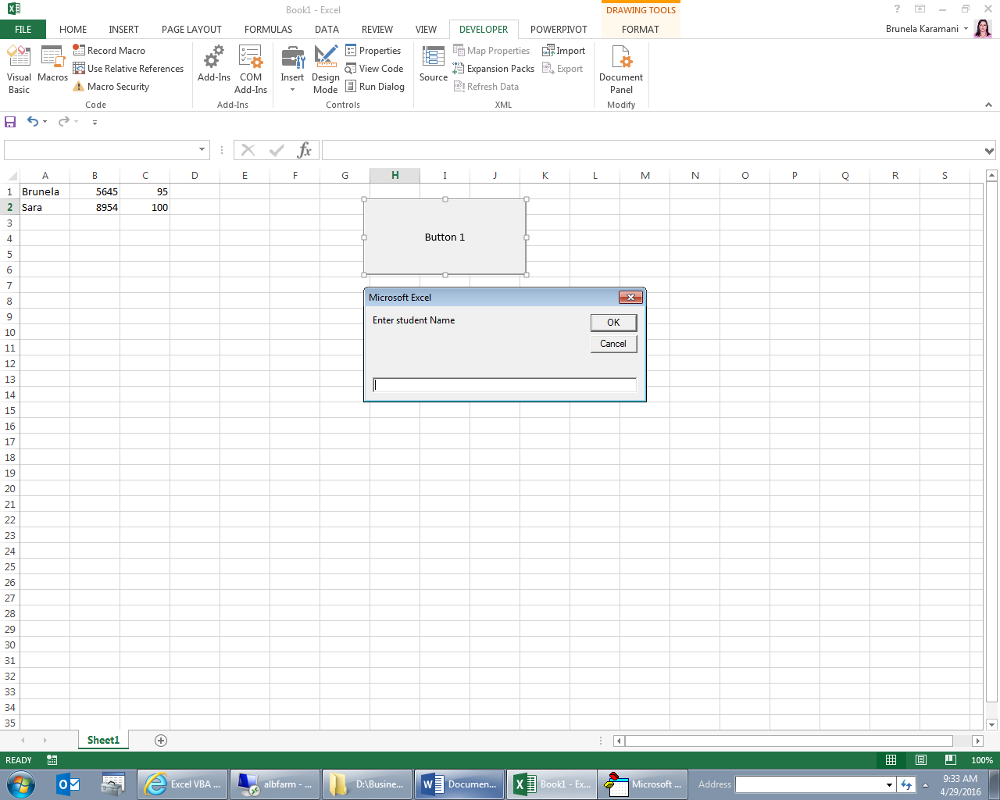 Book1 - Excel
DRAWING TOOLS
?
FILE HOME INSERT PAGE LAYOUT FORMULAS DATA REVIEW VIEW DEVELOPER POWERPIVOT FORMAT
Brunela Karamani
Visual Basic
Macros
Record Macro
Use Relative References
Macro Security
Code
Add-Ins
COM Add-Ins
Add-Ins
Insert
Design Mode
Properties
View Code
Run Dialog
Controls
Source
Map Properties
Expansion Packs
Refresh Data
Import
Export
XML
Document Panel
Modify
fx
A B C D E F G H I J K L M N O P Q R S
1 Brunela 5645 95
2 Sara 8954 100
3
4
5
6
7
8
9
10
11
12
13
14
15
16
17
18
19
20
21
22
23
24
25
26
27
28
29
30
31
32
33
34
35
Button 1
Microsoft Excel
Enter student Name
OK
Cancel
Sheet1
READY
100%
Excel VBA ...
albfarm - ...
D:\Busine...
Documen...
Book1 - Ex...
Microsoft ...
Address
9:33 AM
4/29/2016